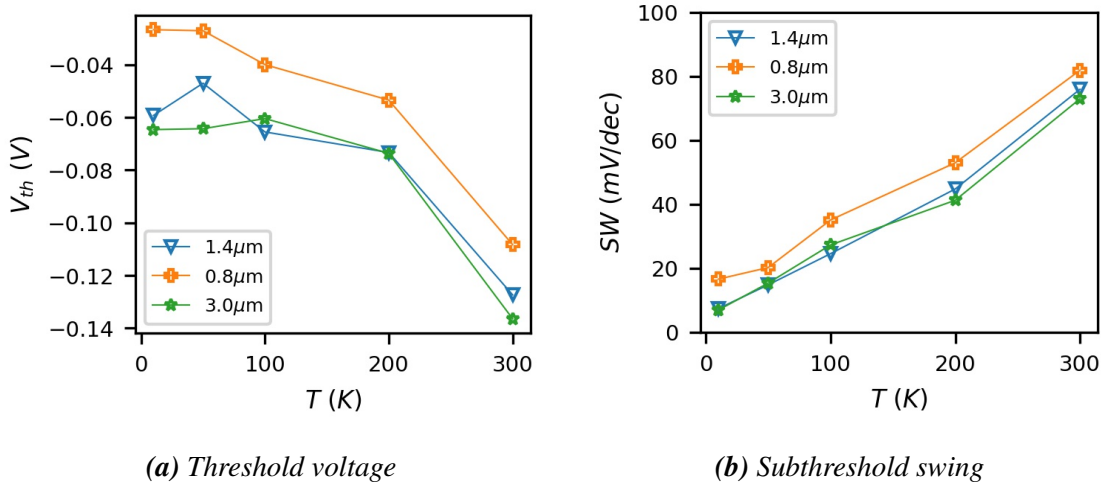 −0.04
−0.06
−0.08
−0.10
−0.12
−0.14
V_th (V)
1.4μm
0.8μm
3.0μm
0
100
200
300
T (K)
(a) Threshold voltage
100
80
60
40
20
0
SW (mV/dec)
1.4μm
0.8μm
3.0μm
0
100
200
300
T (K)
(b) Subthreshold swing